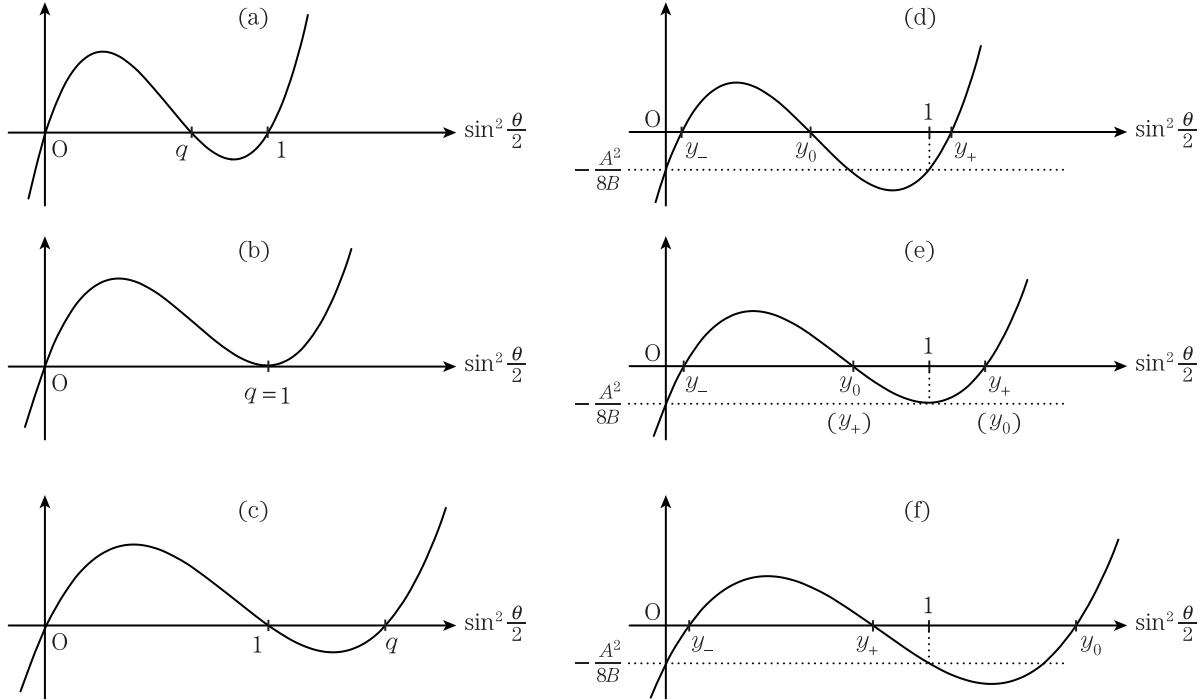 (a)
O
q
1
sin² θ/2
(b)
O
q = 1
sin² θ/2
(c)
O
1
q
sin² θ/2
(d)
O
y₋
y₀
1
y₊
sin² θ/2
−A²/8B
(e)
O
y₋
y₀
1
y₊
sin² θ/2
−A²/8B
(y₊)
(y₀)
(f)
O
y₋
y₊
1
y₀
sin² θ/2
−A²/8B